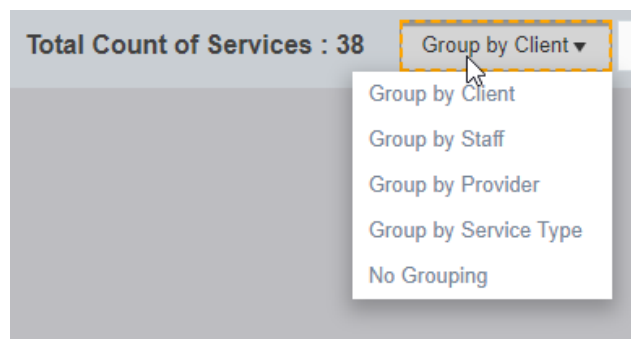 Total Count of Services : 38
Group by Client ▾
Group by Client
Group by Staff
Group by Provider
Group by Service Type
No Grouping